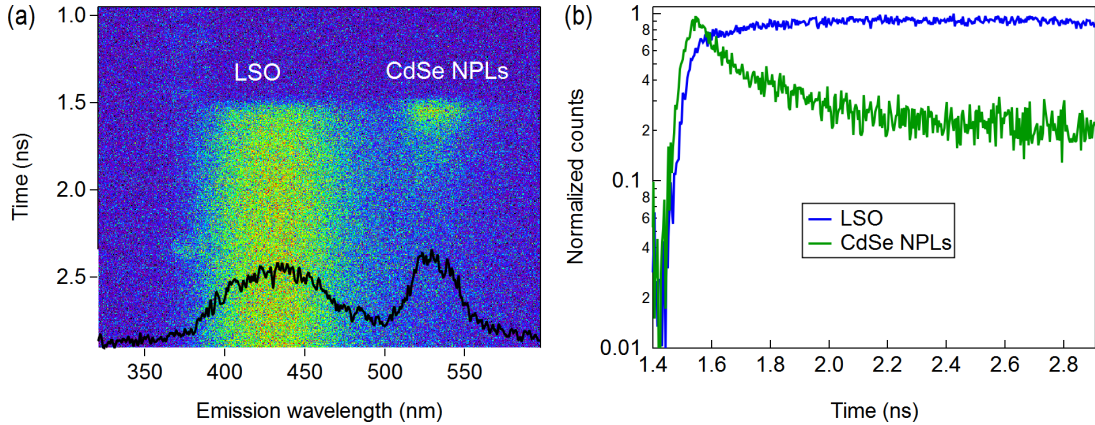 (a)
LSO CdSe NPLs
Time (ns)
1.0
1.5
2.0
2.5
350 400 450 500 550
Emission wavelength (nm)
(b)
Normalized counts
1
8
6
4
2
0.1
8
6
4
2
0.01
LSO
CdSe NPLs
1.4 1.6 1.8 2.0 2.2 2.4 2.6 2.8
Time (ns)